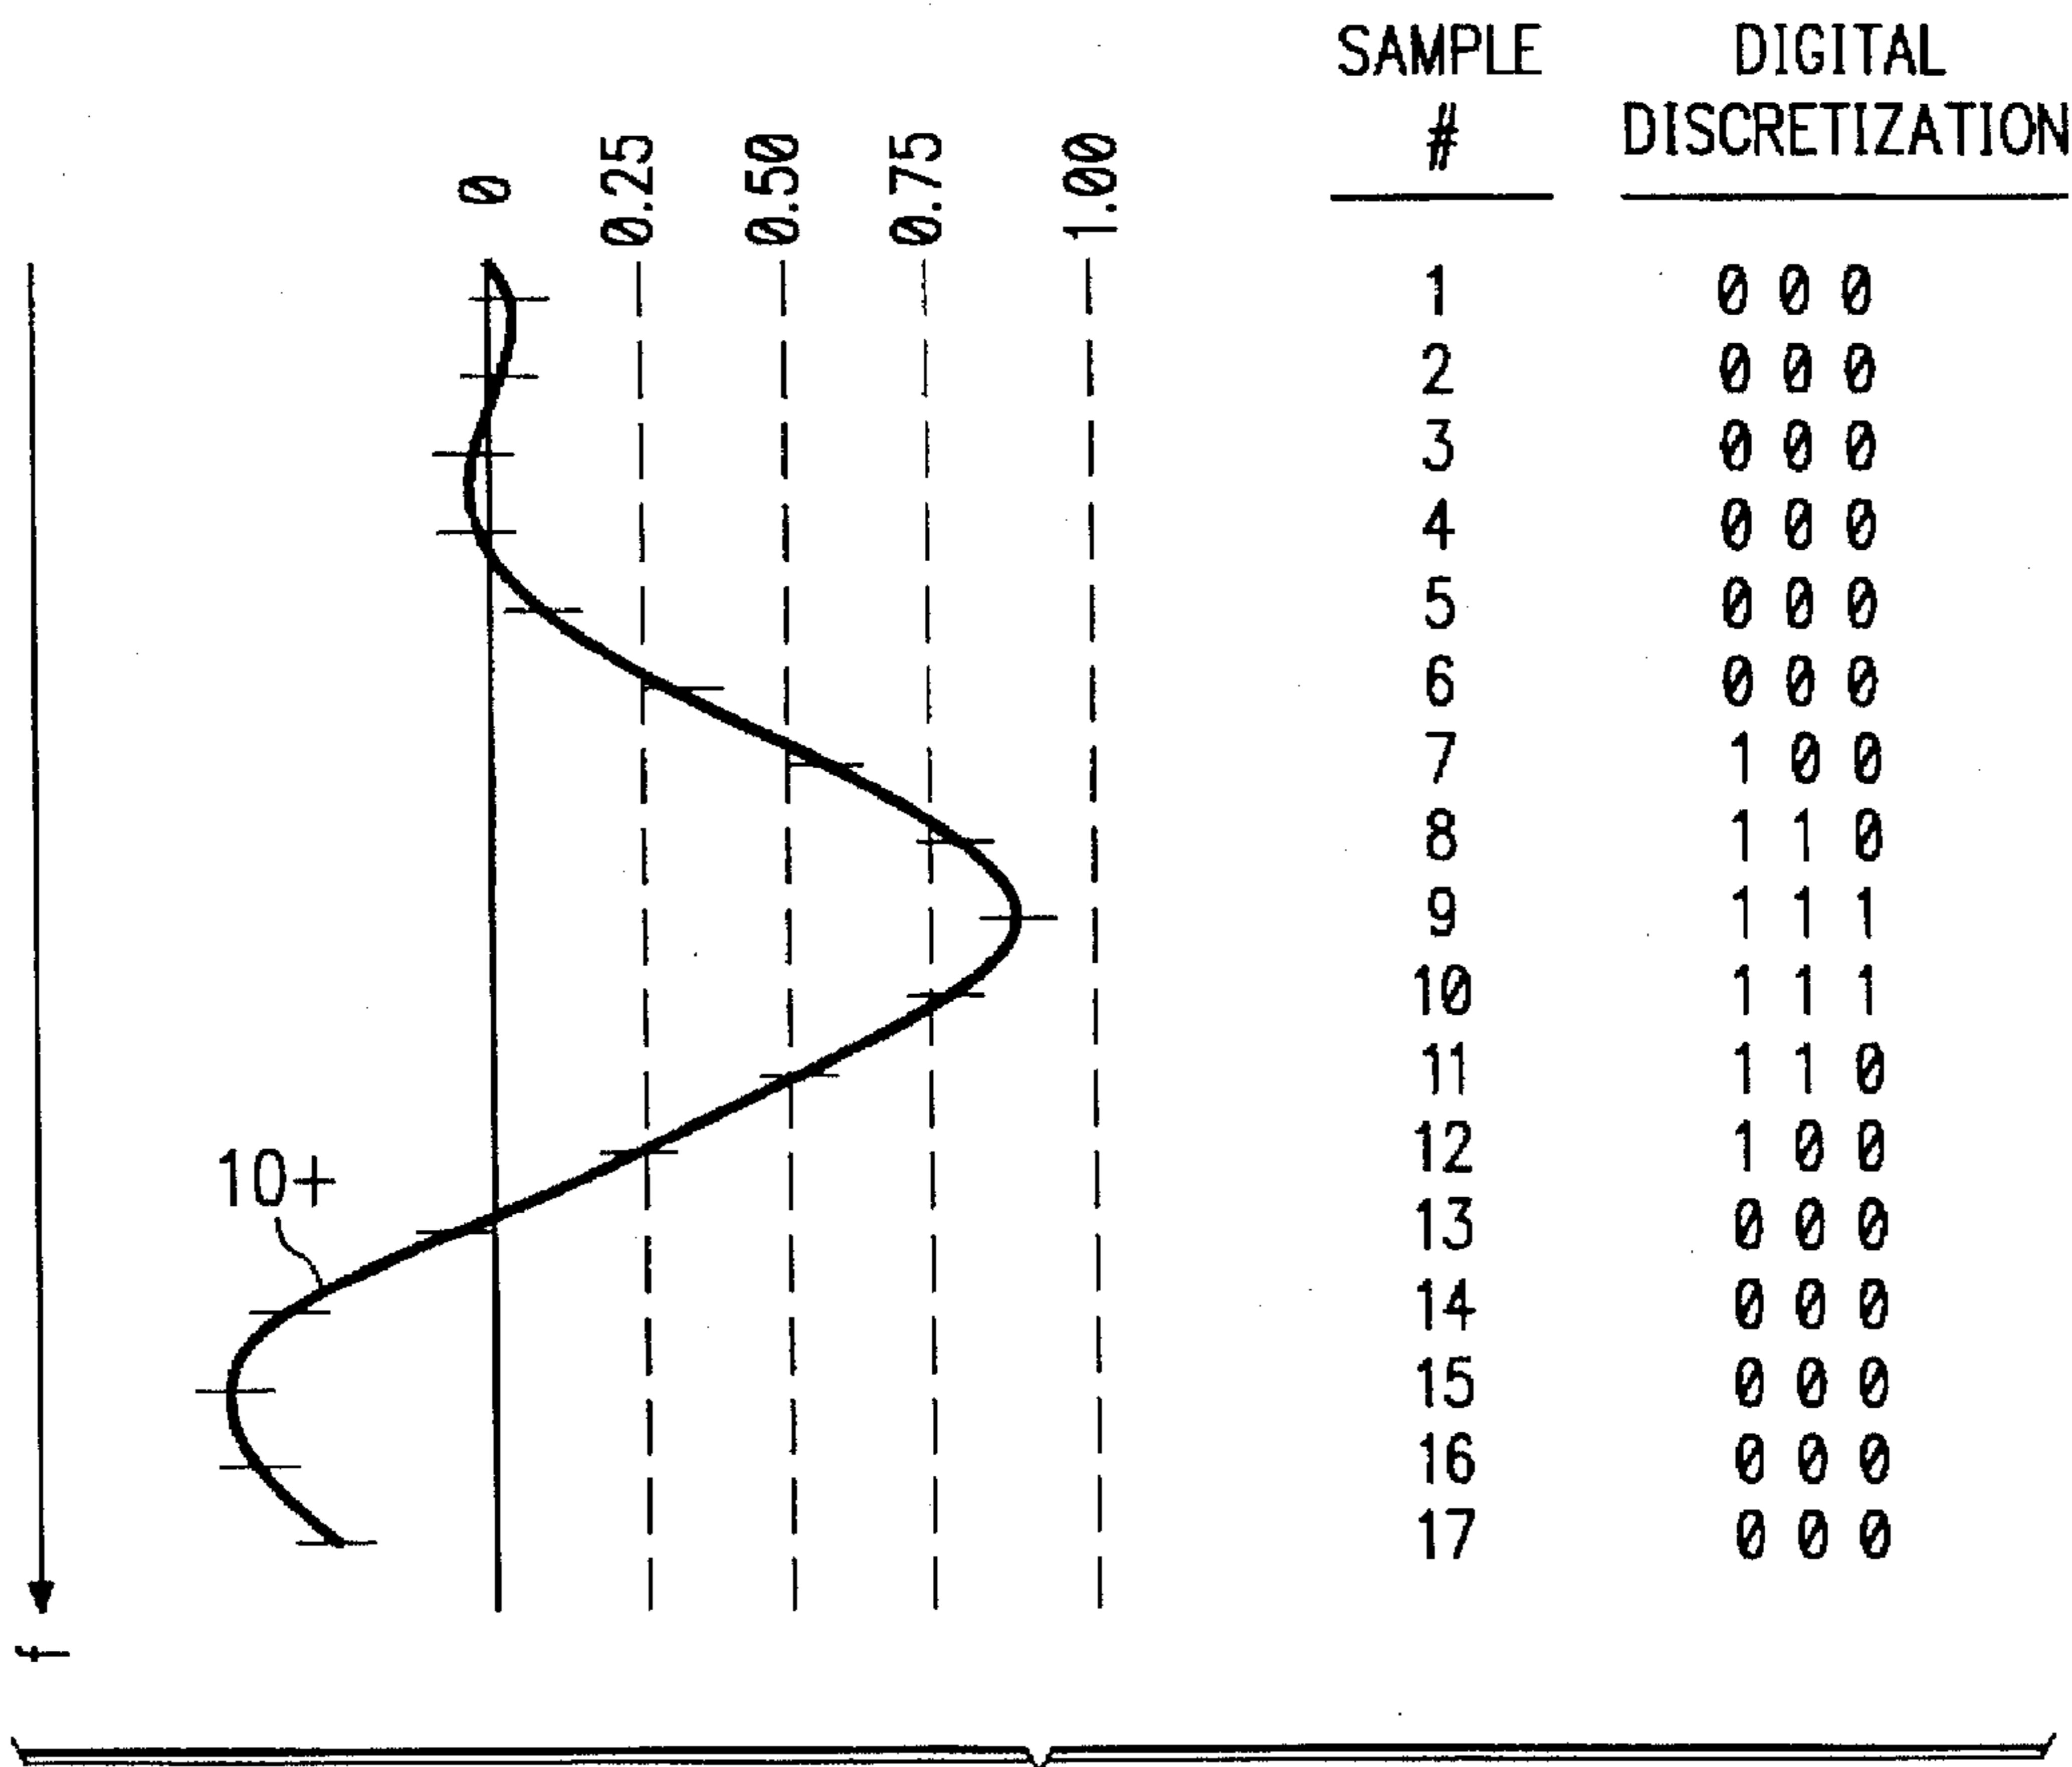 SAMPLE DIGITAL
# DISCRETIZATION
0 0.25 0.50 0.75 1.00
1 0 0 0
2 0 0 0
3 0 0 0
4 0 0 0
5 0 0 0
6 0 0 0
7 1 0 0
8 1 1 0
9 1 1 1
10 1 1 1
11 1 1 0
12 1 0 0
10+
13 0 0 0
14 0 0 0
15 0 0 0
16 0 0 0
17 0 0 0